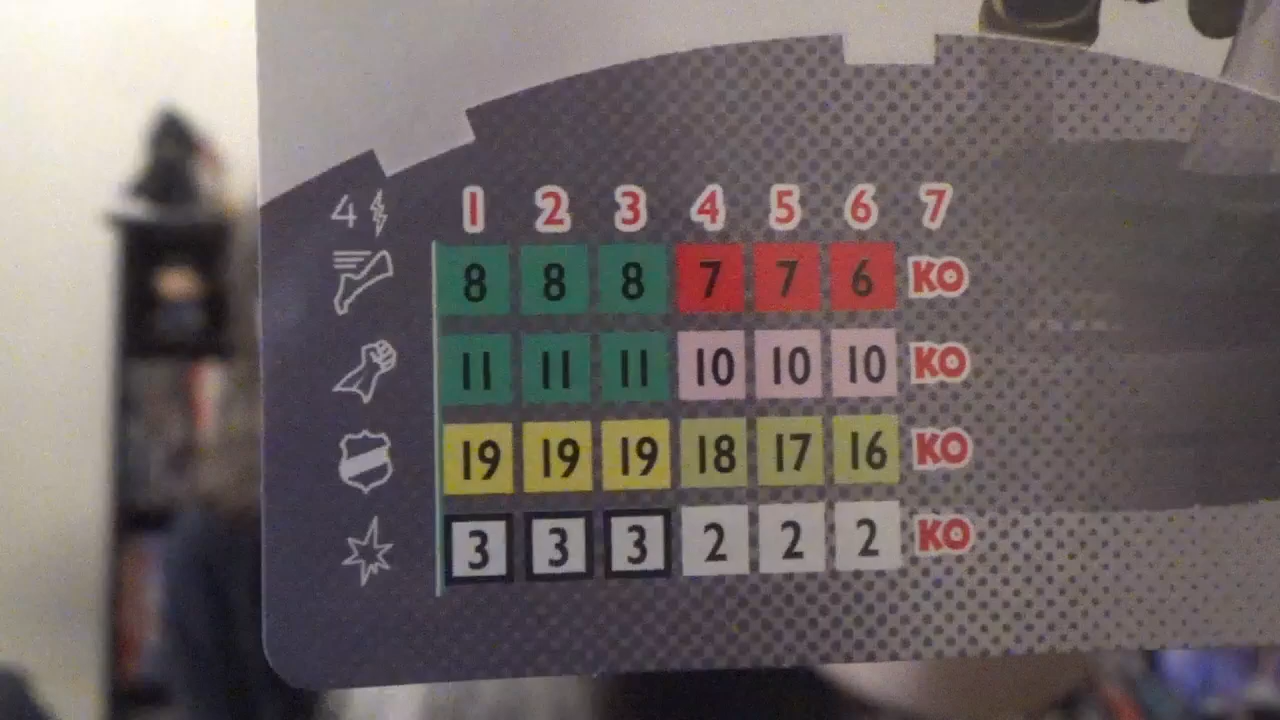 4 1 2 3 4 5 6 7
8 8 8 7 7 6 KO
11 11 11 10 10 10 KO
19 19 19 18 17 16 KO
3 3 3 2 2 2 KO